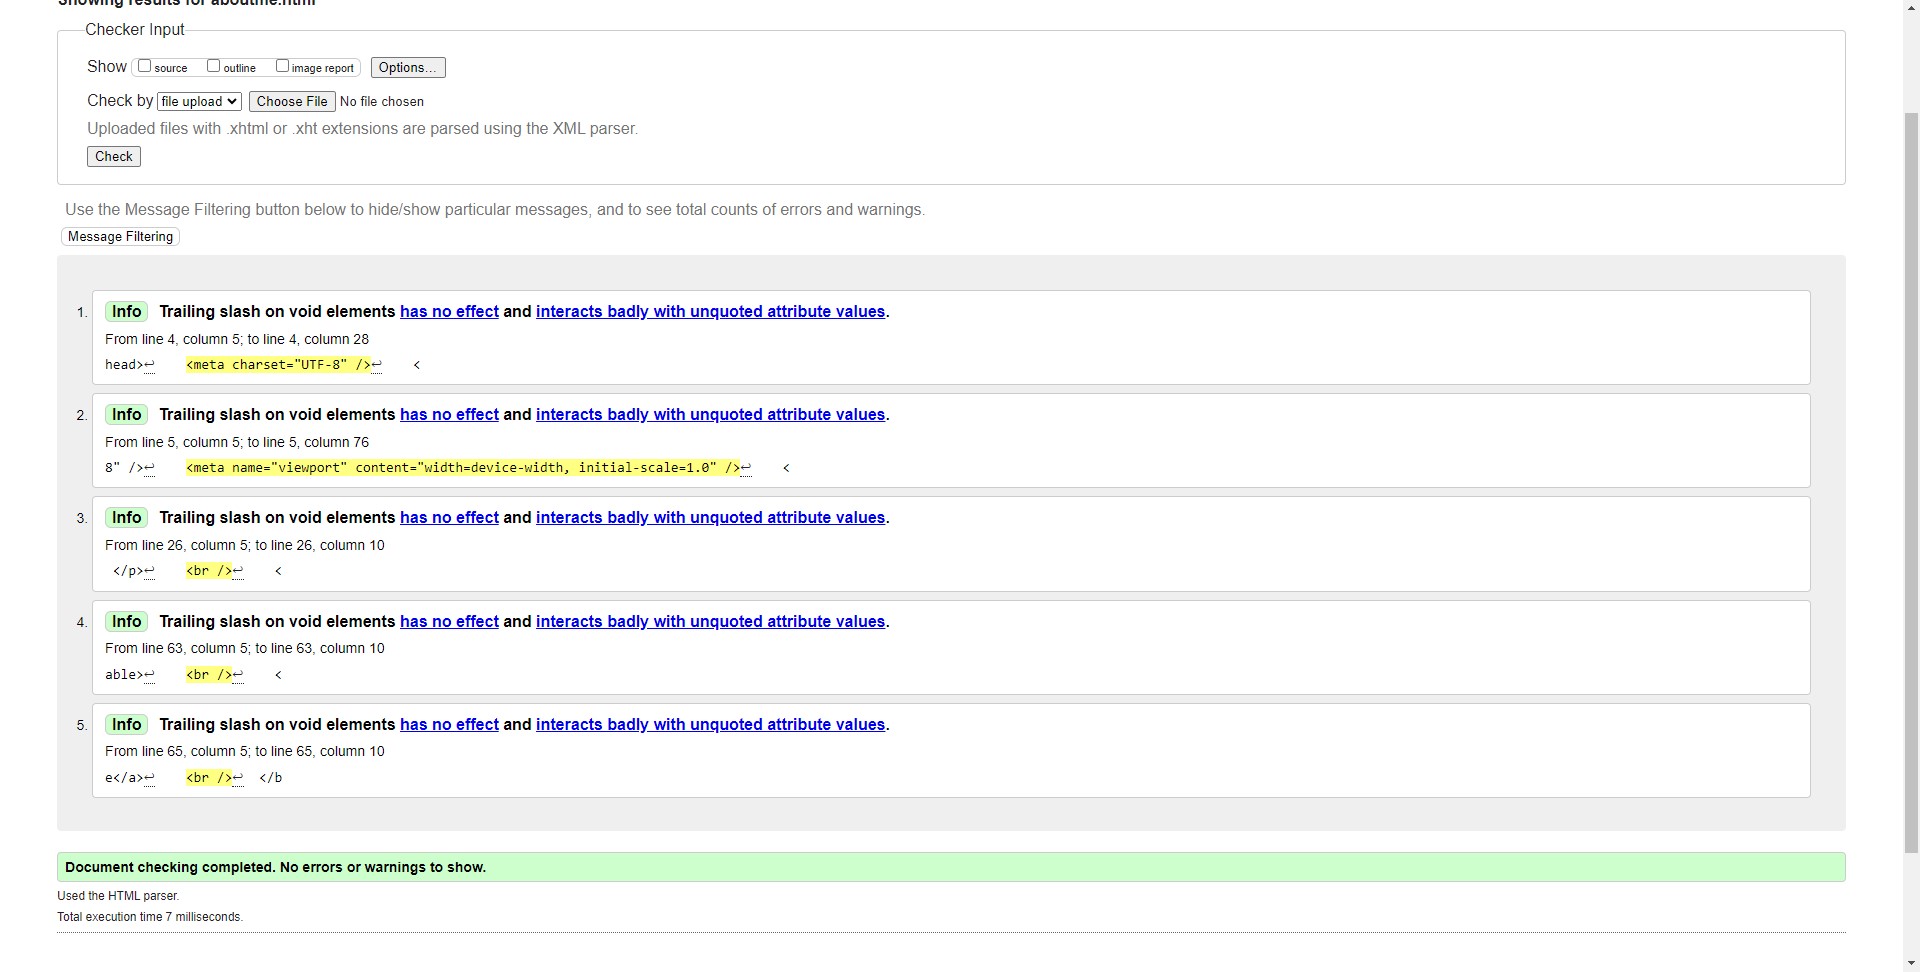 Showing results for aboutme.html
Checker Input
Show source outline image report Options...
Check by file upload Choose File No file chosen
Uploaded files with .xhtml or .xht extensions are parsed using the XML parser.
Check
Use the Message Filtering button below to hide/show particular messages, and to see total counts of errors and warnings.
Message Filtering
1. Info Trailing slash on void elements has no effect and interacts badly with unquoted attribute values.
From line 4, column 5; to line 4, column 28
head>↩ <meta charset="UTF-8" />↩ <
2. Info Trailing slash on void elements has no effect and interacts badly with unquoted attribute values.
From line 5, column 5; to line 5, column 76
8" />↩ <meta name="viewport" content="width=device-width, initial-scale=1.0" />↩ <
3. Info Trailing slash on void elements has no effect and interacts badly with unquoted attribute values.
From line 26, column 5; to line 26, column 10
</p>↩ <br />↩ <
4. Info Trailing slash on void elements has no effect and interacts badly with unquoted attribute values.
From line 63, column 5; to line 63, column 10
able>↩ <br />↩ <
5. Info Trailing slash on void elements has no effect and interacts badly with unquoted attribute values.
From line 65, column 5; to line 65, column 10
e</a>↩ <br />↩ </b
Document checking completed. No errors or warnings to show.
Used the HTML parser.
Total execution time 7 milliseconds.